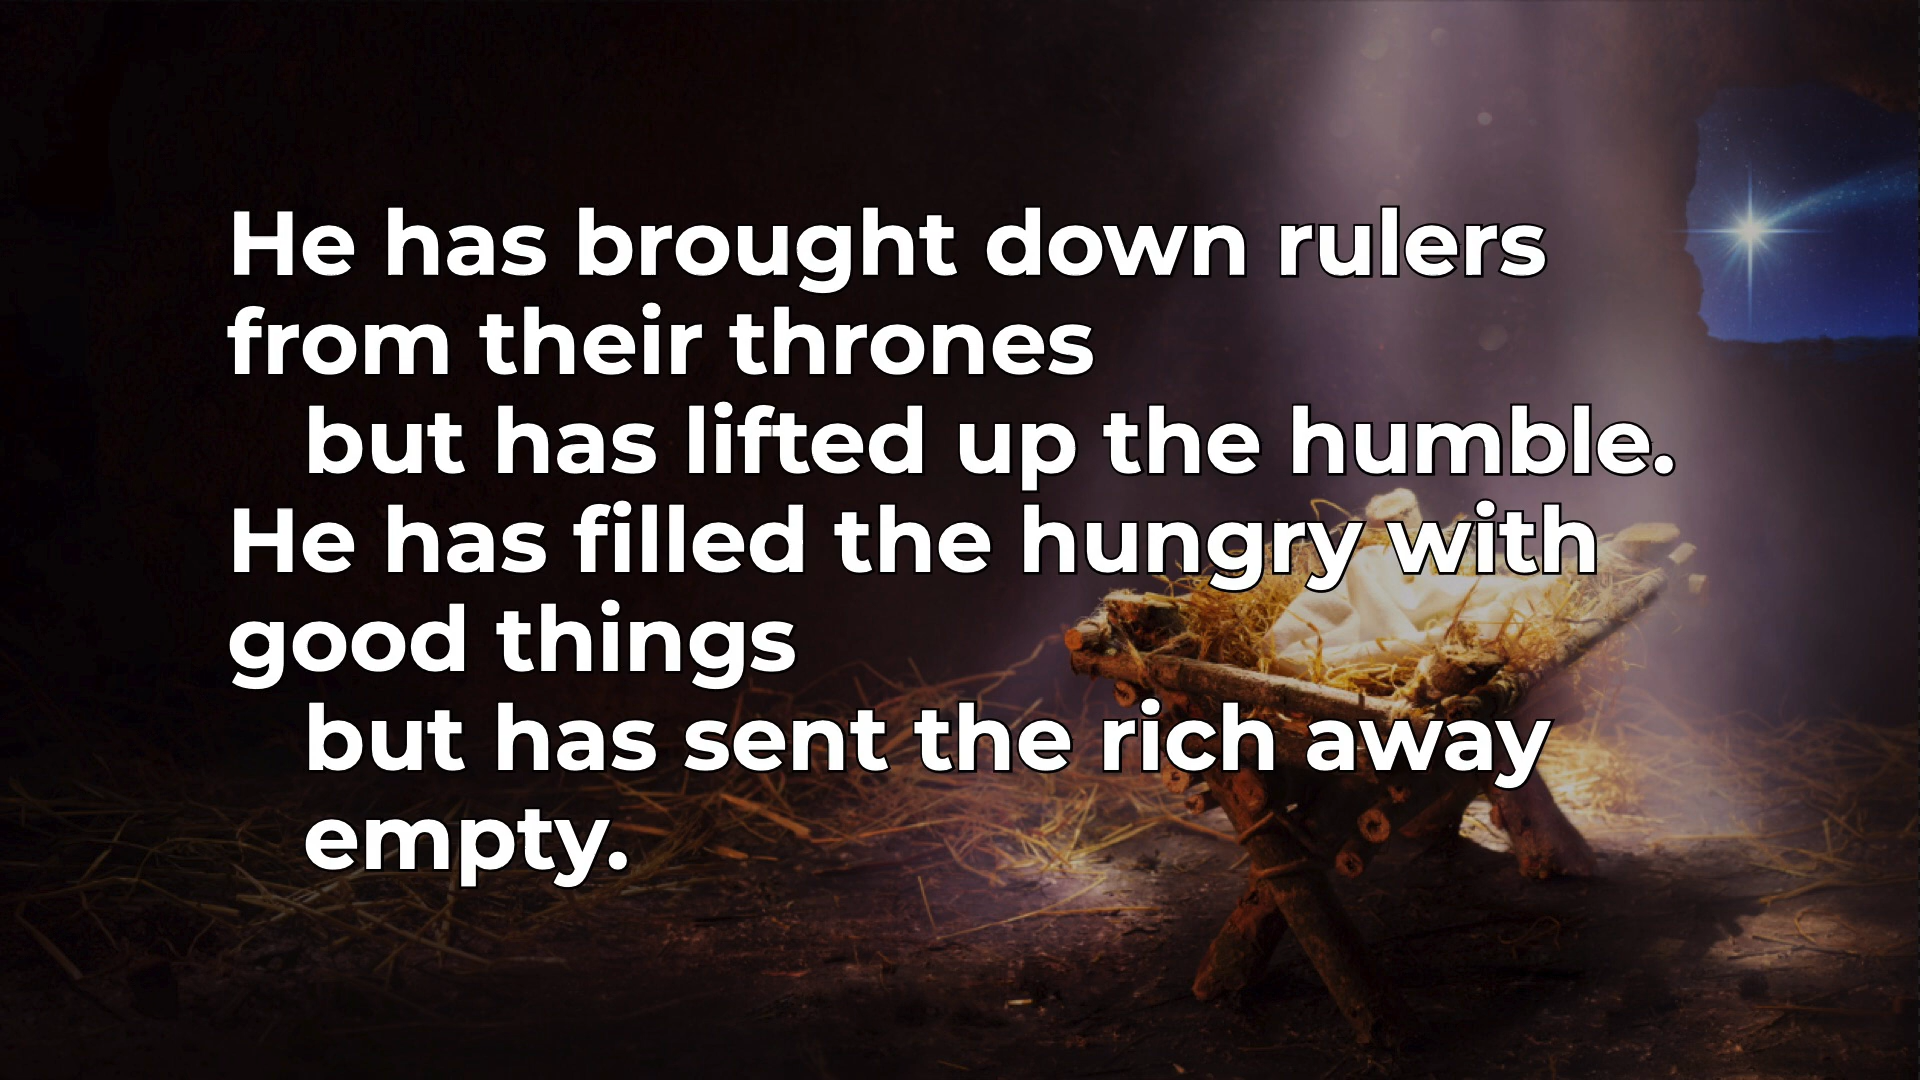 He has brought down rulers
from their thrones
but has lifted up the humble.
He has filled the hungry with
good things
but has sent the rich away
empty.